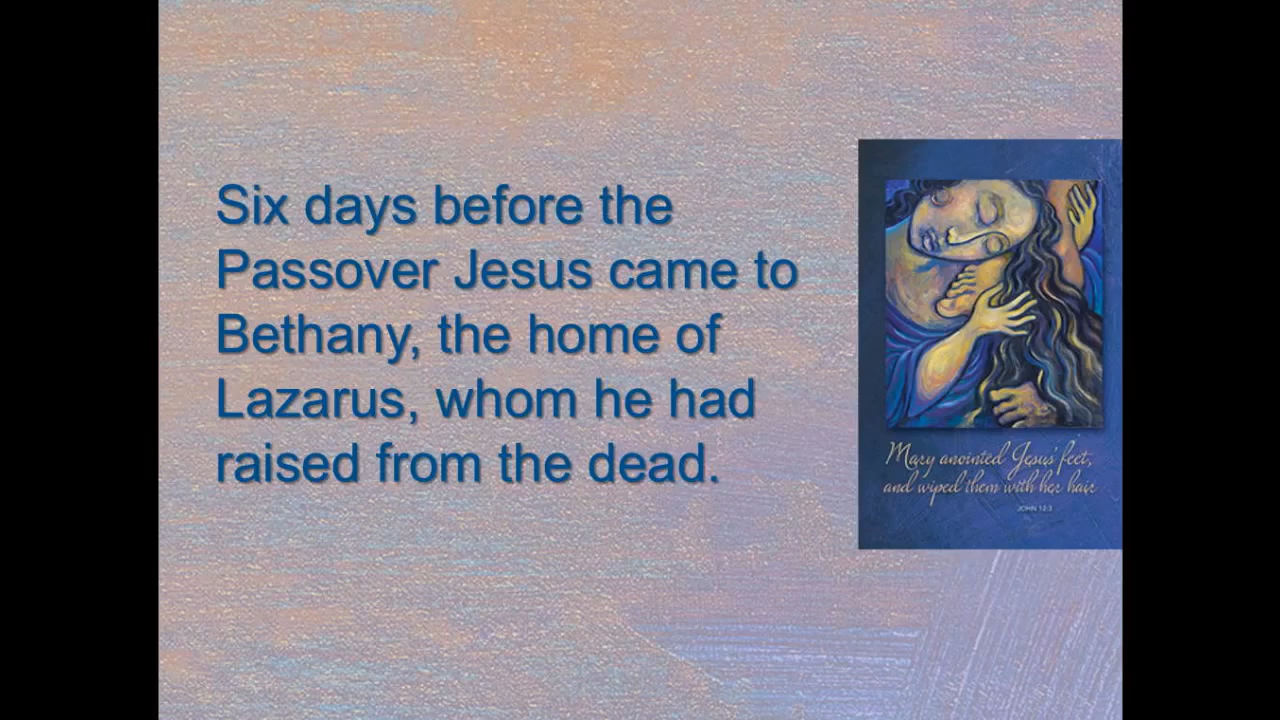 Six days before the
Passover Jesus came to
Bethany, the home of
Lazarus, whom he had
raised from the dead.
Mary anointed Jesus' feet,
and wiped them with her hair
JOHN 12:3